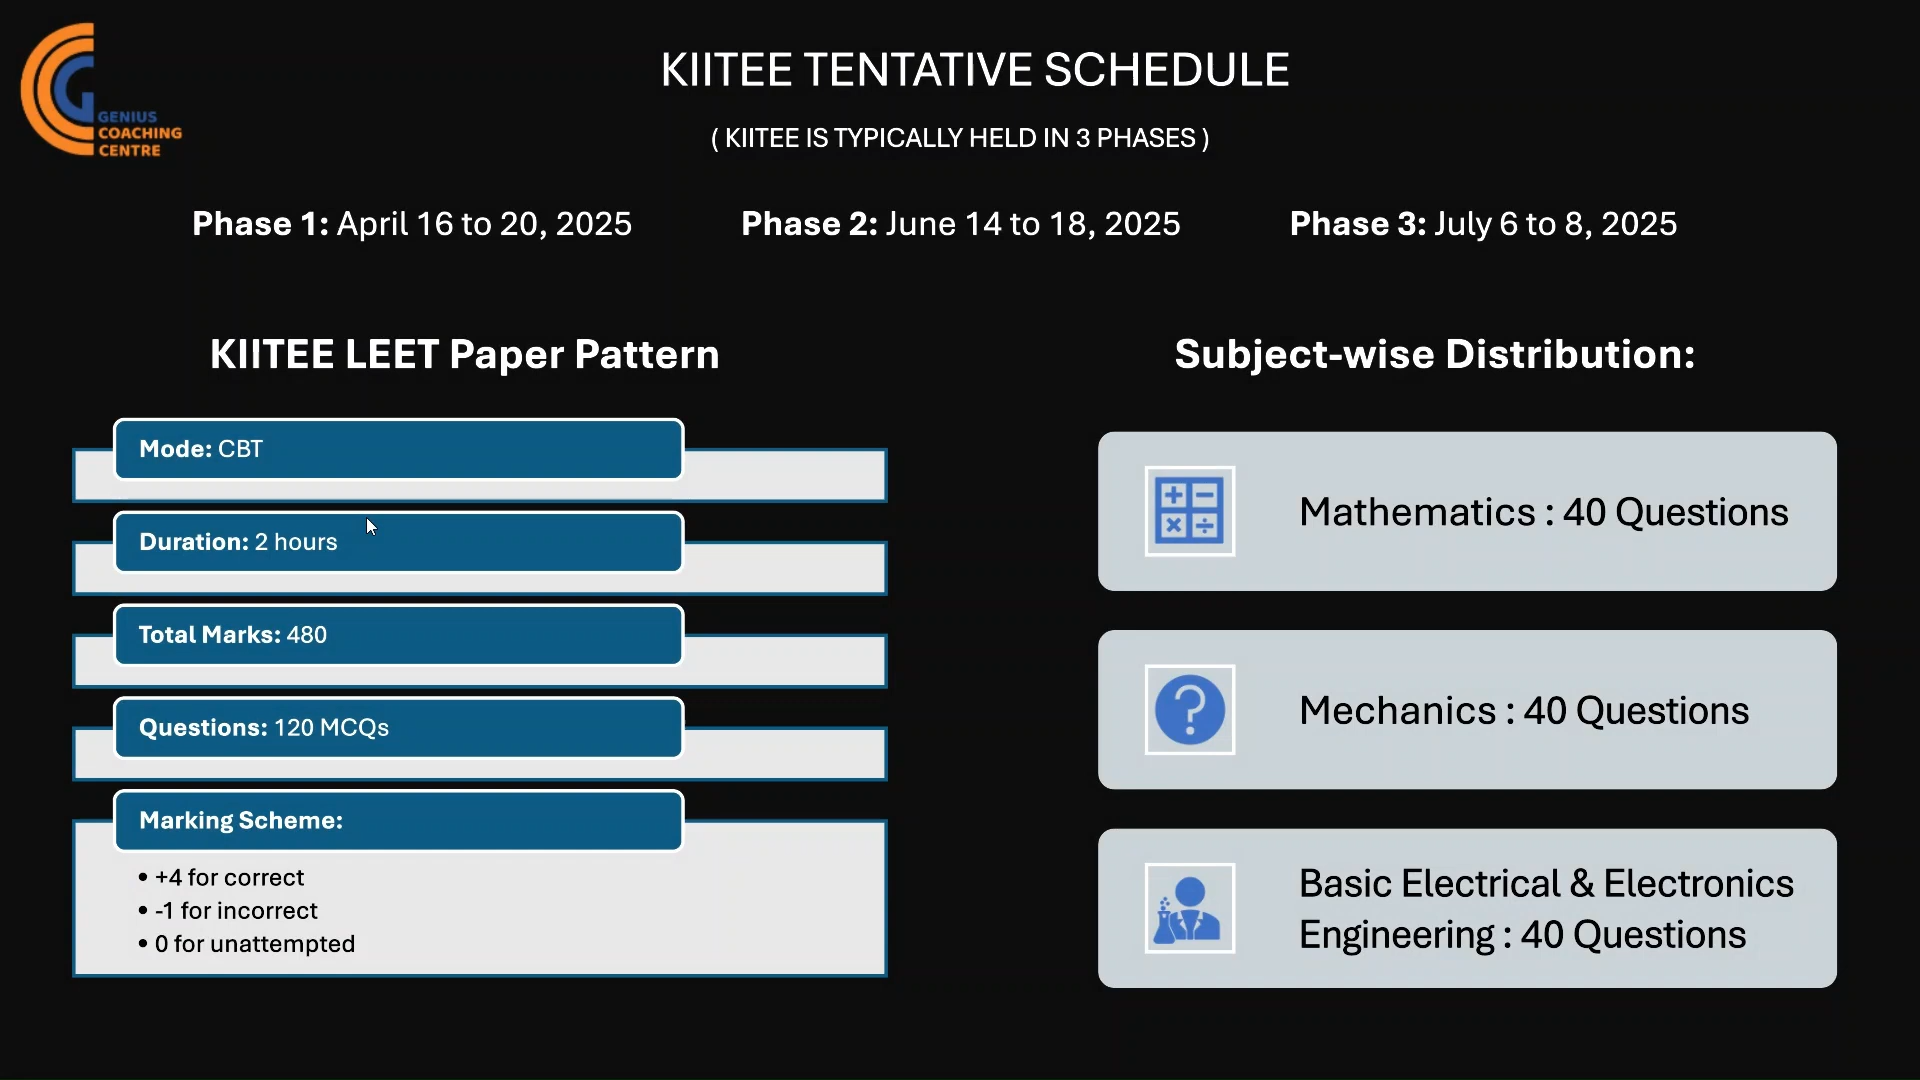 GENIUS
COACHING
CENTRE
KIITEE TENTATIVE SCHEDULE
( KIITEE IS TYPICALLY HELD IN 3 PHASES )
Phase 1: April 16 to 20, 2025
Phase 2: June 14 to 18, 2025
Phase 3: July 6 to 8, 2025
KIITEE LEET Paper Pattern
Mode: CBT
Duration: 2 hours
Total Marks: 480
Questions: 120 MCQs
Marking Scheme:
• +4 for correct
• -1 for incorrect
• 0 for unattempted
Subject-wise Distribution:
Mathematics : 40 Questions
Mechanics : 40 Questions
Basic Electrical & Electronics
Engineering : 40 Questions